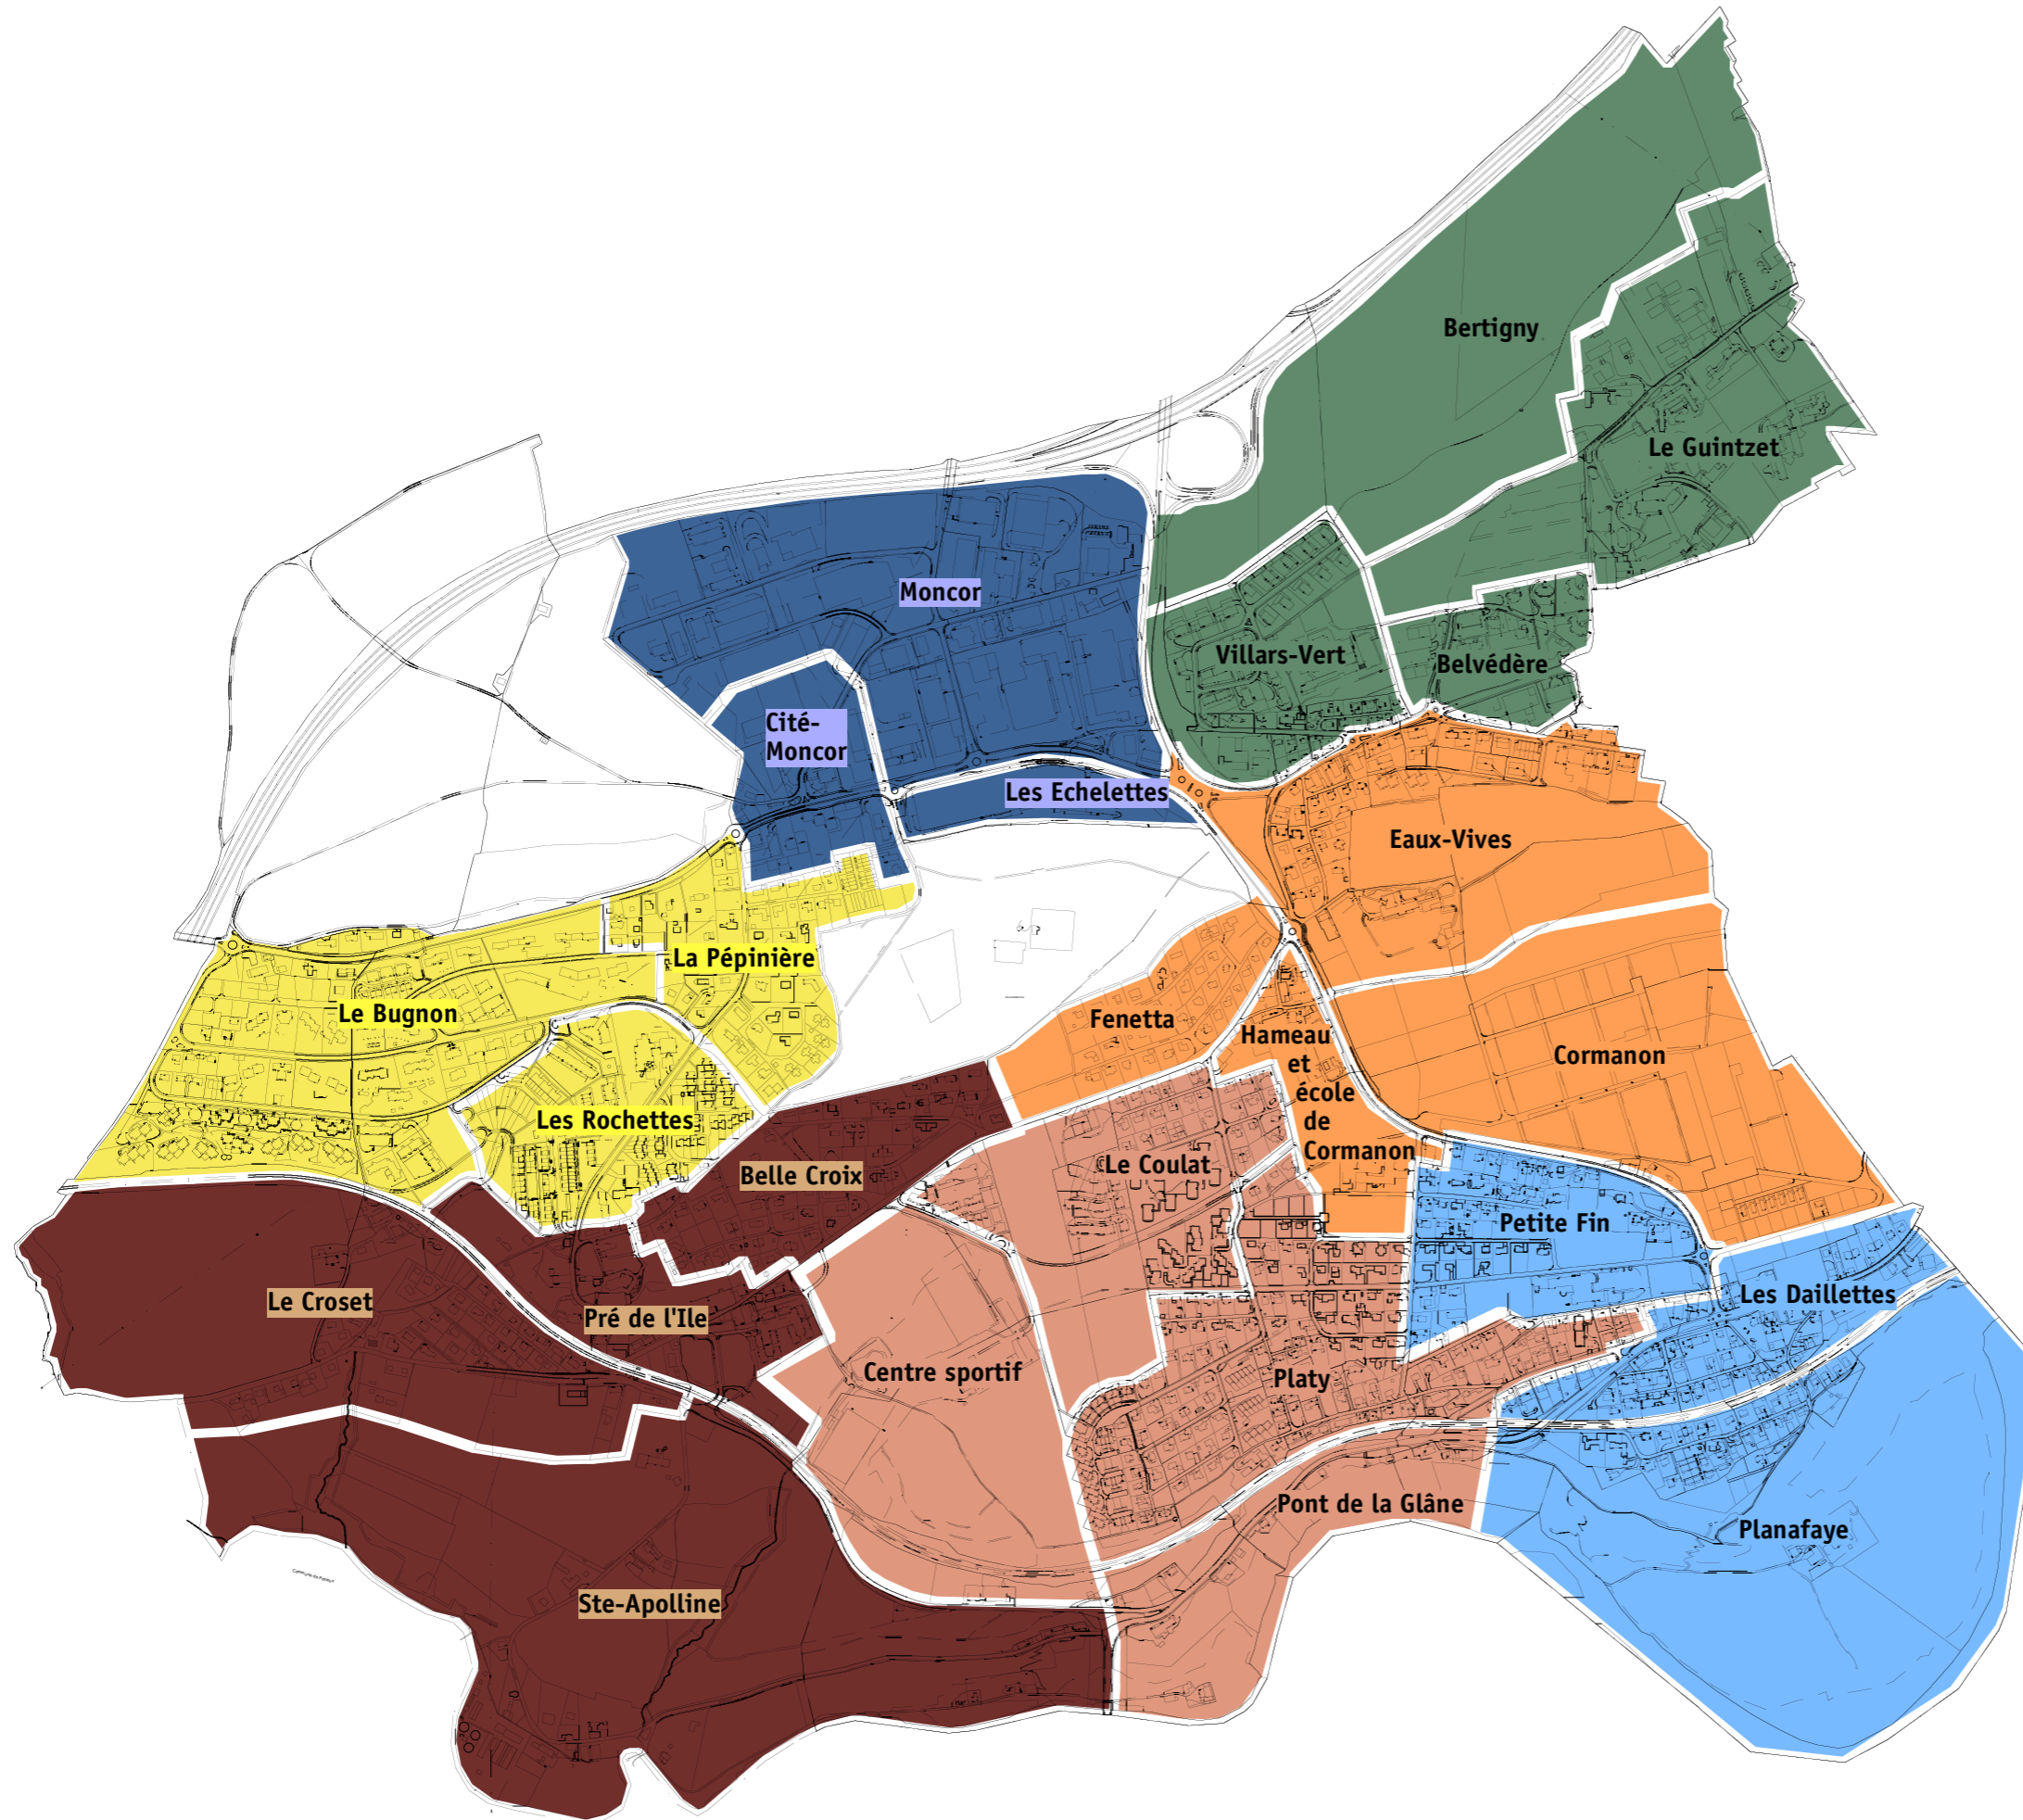 Bertigny
Le Guintzet
Moncor
Villars-Vert
Belvédère
Cité-
Moncor
Les Echelettes
Eaux-Vives
La Pépinière
Le Bugnon
Fenetta
Hameau
et
école
de
Cormanon
Cormanon
Les Rochettes
Belle Croix
Le Coulat
Petite Fin
Le Croset
Pré de l'Ile
Les Daillettes
Centre sportif
Platy
Pont de la Glâne
Planafaye
Ste-Apolline